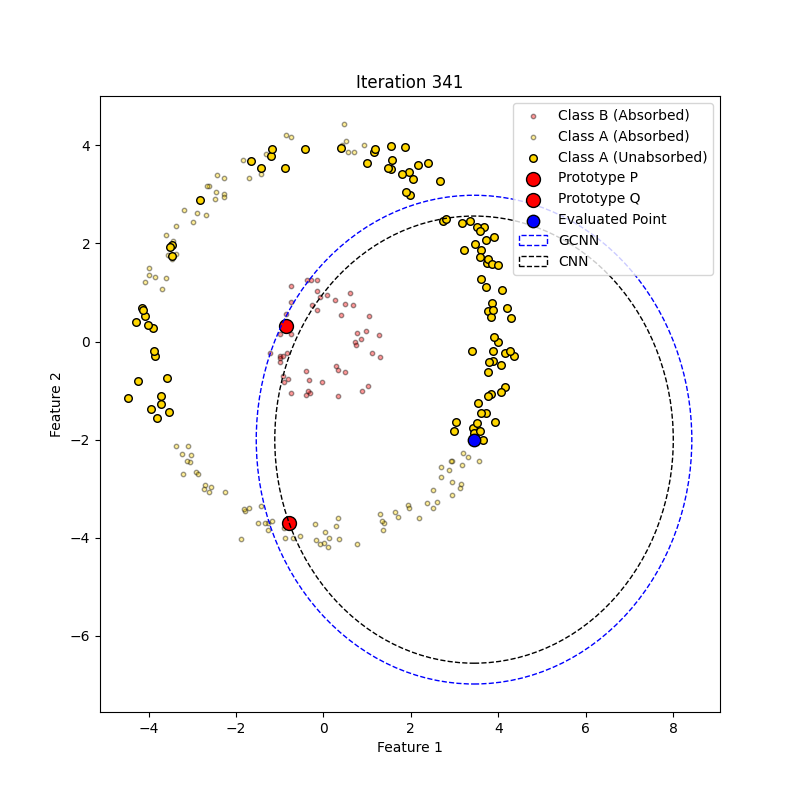 Iteration 341
Class B (Absorbed)
Class A (Absorbed)
Class A (Unabsorbed)
Prototype P
Prototype Q
Evaluated Point
GCNN
CNN
4
2
0
−2
−4
−6
Feature 2
−4 −2 0 2 4 6 8
Feature 1